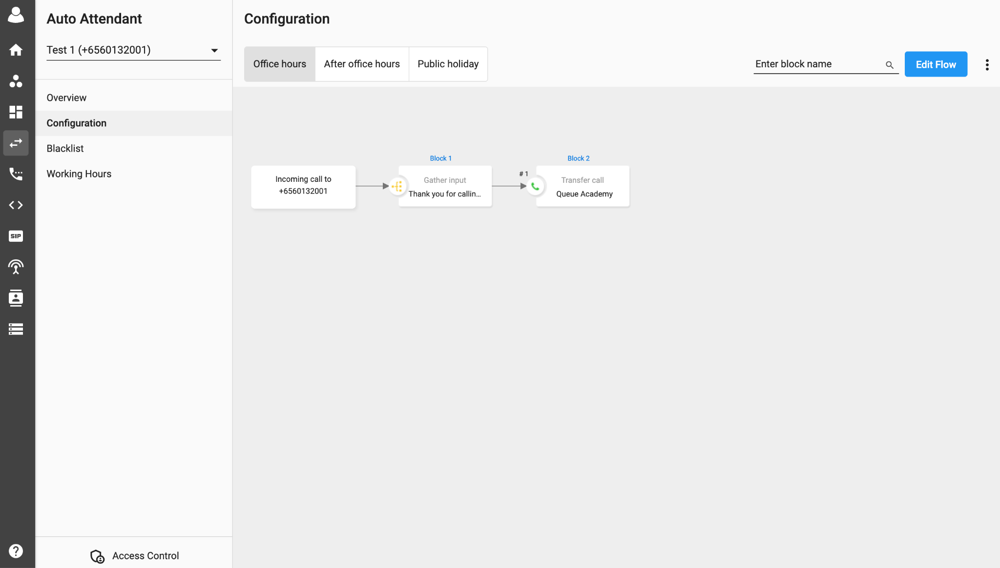 Auto Attendant
Test 1 (+6560132001)
Overview
Configuration
Blacklist
Working Hours
Access Control
SIP
Configuration
Office hours
After office hours
Public holiday
Enter block name
Edit Flow
Incoming call to
+6560132001
Block 1
Gather input
Thank you for callin...
# 1
Block 2
Transfer call
Queue Academy